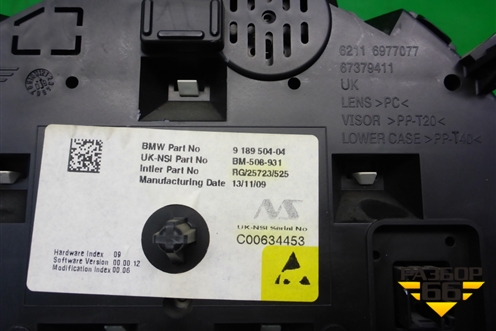 6211 6977077
67379411
UK
LENS >PC<
VISOR >PP-T20<
LOWER CASE >PP-T40<
BMW Part No 9 189 504-04
UK-NSI Part No BM-508-931
Intier Part No RG/25723/525
Manufacturing Date 13/11/09
UK-NSI Serial No
C00634453
Hardware Index 09
Software Version 00.00 12
Modification Index 00.06
РАЗБОР
66